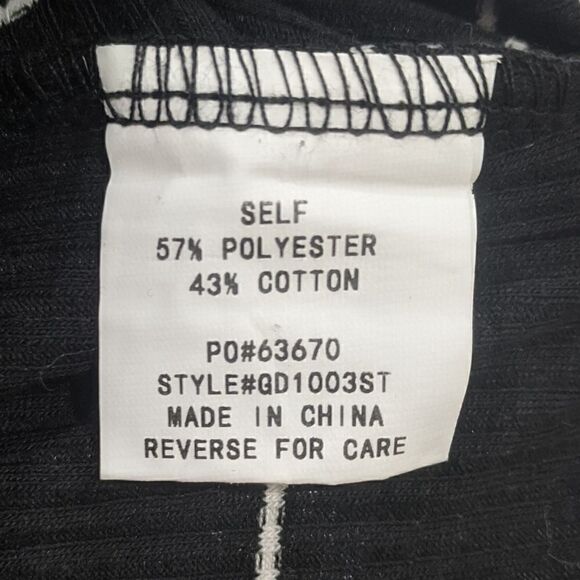 SELF
57% POLYESTER
43% COTTON
PO#63670
STYLE#GD1003ST
MADE IN CHINA
REVERSE FOR CARE